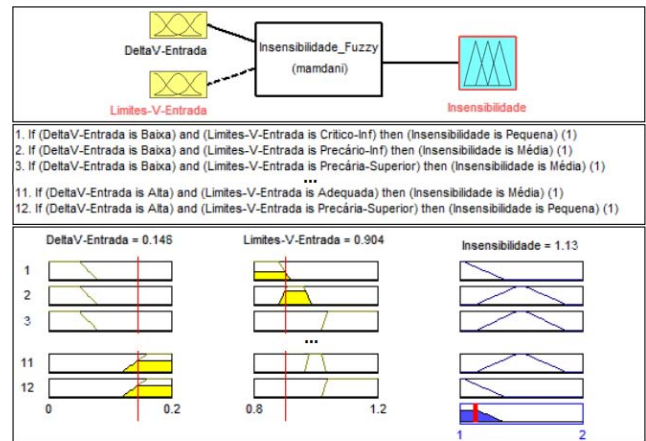 DeltaV-Entrada
Limites-V-Entrada
Insensibilidade_Fuzzy
(mamdani)
Insensibilidade
1. If (DeltaV-Entrada is Baixa) and (Limites-V-Entrada is Critico-Inf) then (Insensibilidade is Pequena) (1)
2. If (DeltaV-Entrada is Baixa) and (Limites-V-Entrada is Precário-Inf) then (Insensibilidade is Média) (1)
3. If (DeltaV-Entrada is Baixa) and (Limites-V-Entrada is Precária-Superior) then (Insensibilidade is Média) (1)
...
11. If (DeltaV-Entrada is Alta) and (Limites-V-Entrada is Adequada) then (Insensibilidade is Média) (1)
12. If (DeltaV-Entrada is Alta) and (Limites-V-Entrada is Precária-Superior) then (Insensibilidade is Pequena) (1)
DeltaV-Entrada = 0.146
Limites-V-Entrada = 0.904
Insensibilidade = 1.13
1
2
3
...
11
12
0 0.2
0.8 1.2
1 2